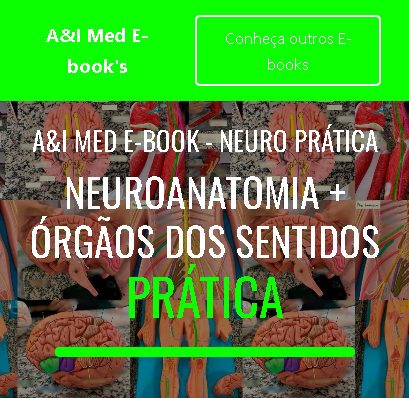 A&I Med E-
book's
Conheça outros E-
books
A&I MED E-BOOK - NEURO PRÁTICA
NEUROANATOMIA +
ÓRGÃOS DOS SENTIDOS
PRÁTICA